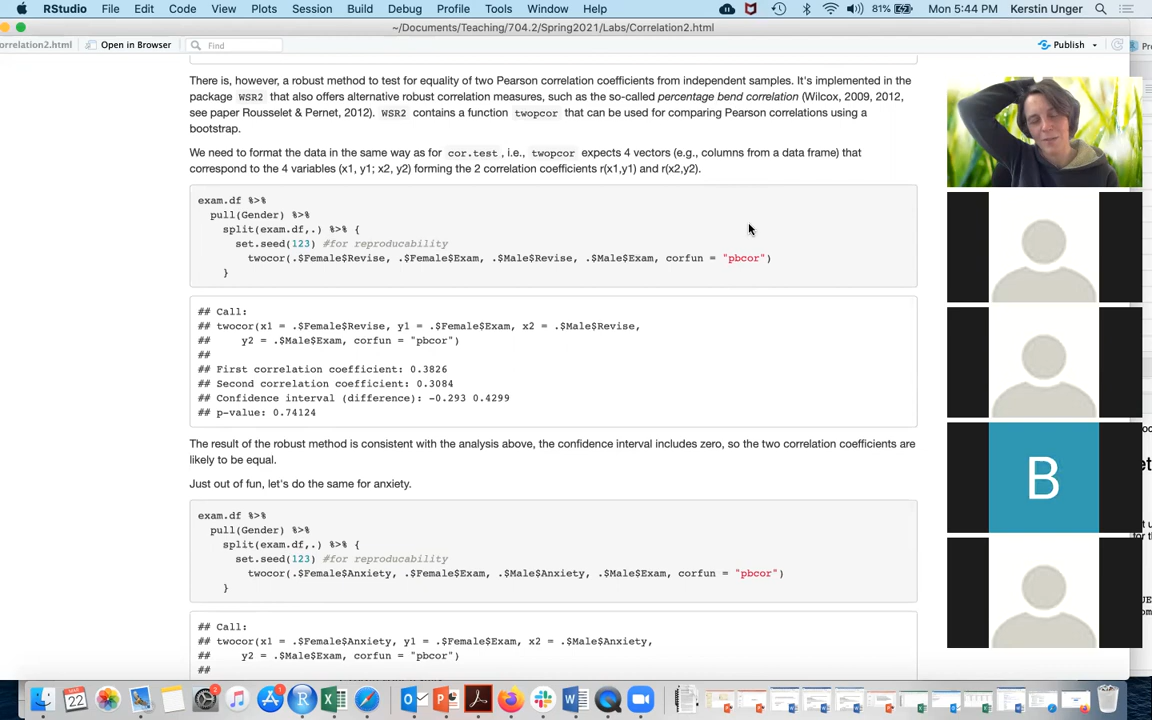 RStudio File Edit Code View Plots Session Build Debug Profile Tools Window Help 81% Mon 5:44 PM Kerstin Unger
~/Documents/Teaching/704.2/Spring2021/Labs/Correlation2.html
orrelation2.html Open in Browser Find Publish Pro
There is, however, a robust method to test for equality of two Pearson correlation coefficients from independent samples. It's implemented in the
package WSR2 that also offers alternative robust correlation measures, such as the so-called percentage bend correlation (Wilcox, 2009, 2012,
see paper Rousselet & Pernet, 2012). WSR2 contains a function twopcor that can be used for comparing Pearson correlations using a
bootstrap.
We need to format the data in the same way as for cor.test, i.e., twopcor expects 4 vectors (e.g., columns from a data frame) that
correspond to the 4 variables (x1, y1; x2, y2) forming the 2 correlation coefficients r(x1,y1) and r(x2,y2).
exam.df %>%
pull(Gender) %>%
split(exam.df,.) %>% {
set.seed(123) #for reproducability
twocor(.$Female$Revise, .$Female$Exam, .$Male$Revise, .$Male$Exam, corfun = "pbcor")
}
## Call:
## twocor(x1 = .$Female$Revise, y1 = .$Female$Exam, x2 = .$Male$Revise,
## y2 = .$Male$Exam, corfun = "pbcor")
##
## First correlation coefficient: 0.3826
## Second correlation coefficient: 0.3084
## Confidence interval (difference): -0.293 0.4299
## p-value: 0.74124
The result of the robust method is consistent with the analysis above, the confidence interval includes zero, so the two correlation coefficients are
likely to be equal.
Just out of fun, let's do the same for anxiety.
exam.df %>%
pull(Gender) %>%
split(exam.df,.) %>% {
set.seed(123) #for reproducability
twocor(.$Female$Anxiety, .$Female$Exam, .$Male$Anxiety, .$Male$Exam, corfun = "pbcor")
}
## Call:
## twocor(x1 = .$Female$Anxiety, y1 = .$Female$Exam, x2 = .$Male$Anxiety,
## y2 = .$Male$Exam, corfun = "pbcor")
##
B